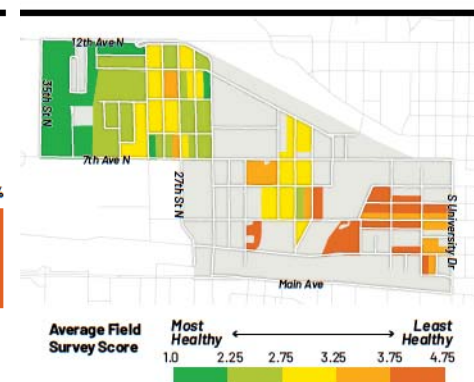 12th Ave N
35th St N
7th Ave N
27th St N
S University Dr
Main Ave
%
Average Field
Survey Score
Most
Healthy
Least
Healthy
1.0 2.25 2.75 3.25 3.75 4.75